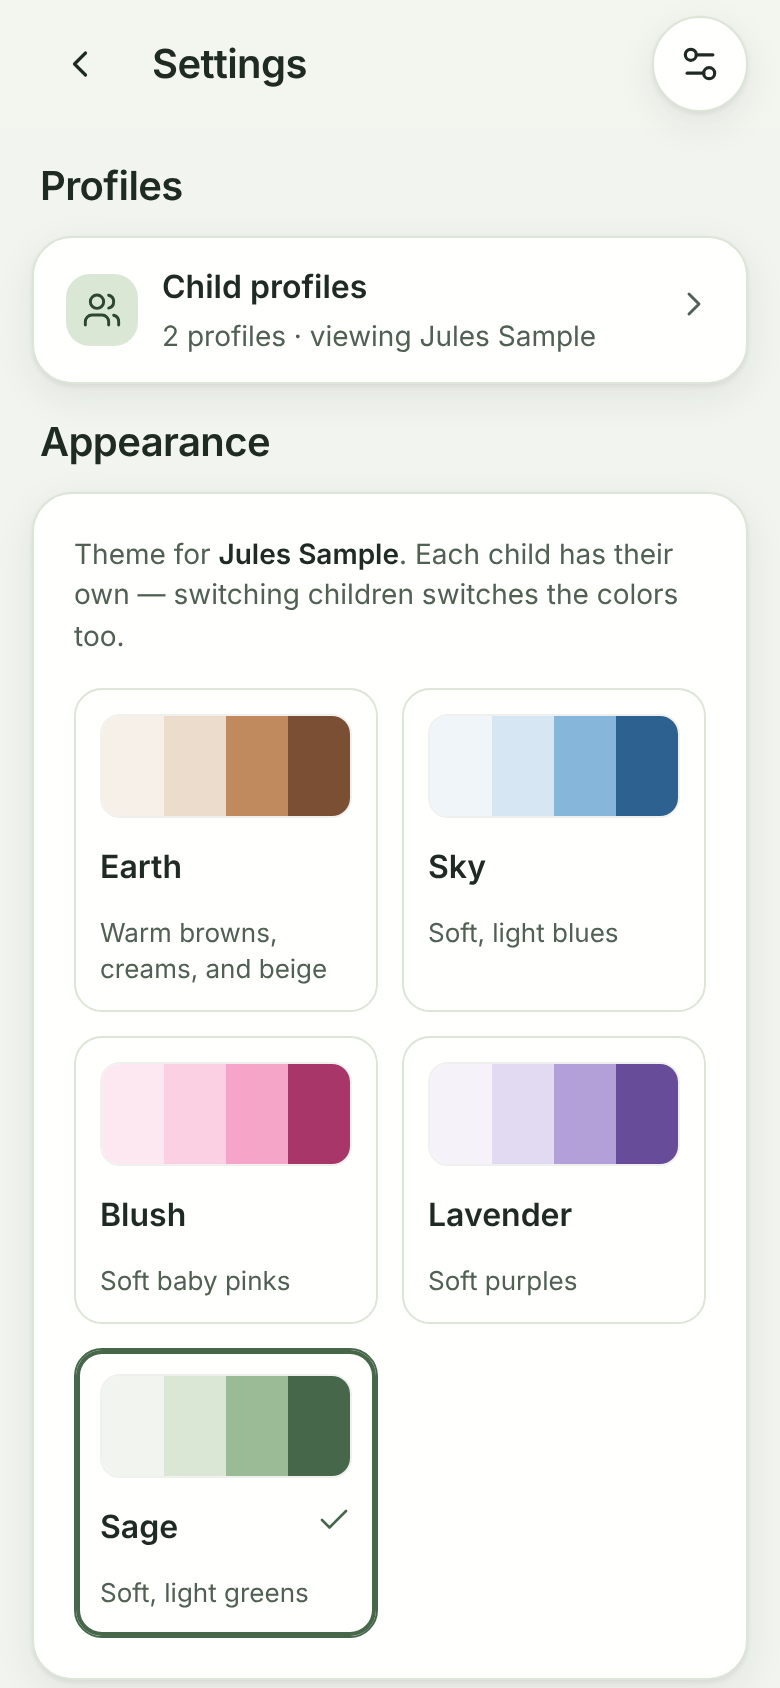 Settings
Profiles
Child profiles
2 profiles · viewing Jules Sample
Appearance
Theme for Jules Sample. Each child has their
own — switching children switches the colors
too.
Earth
Warm browns,
creams, and beige
Sky
Soft, light blues
Blush
Soft baby pinks
Lavender
Soft purples
Sage
Soft, light greens